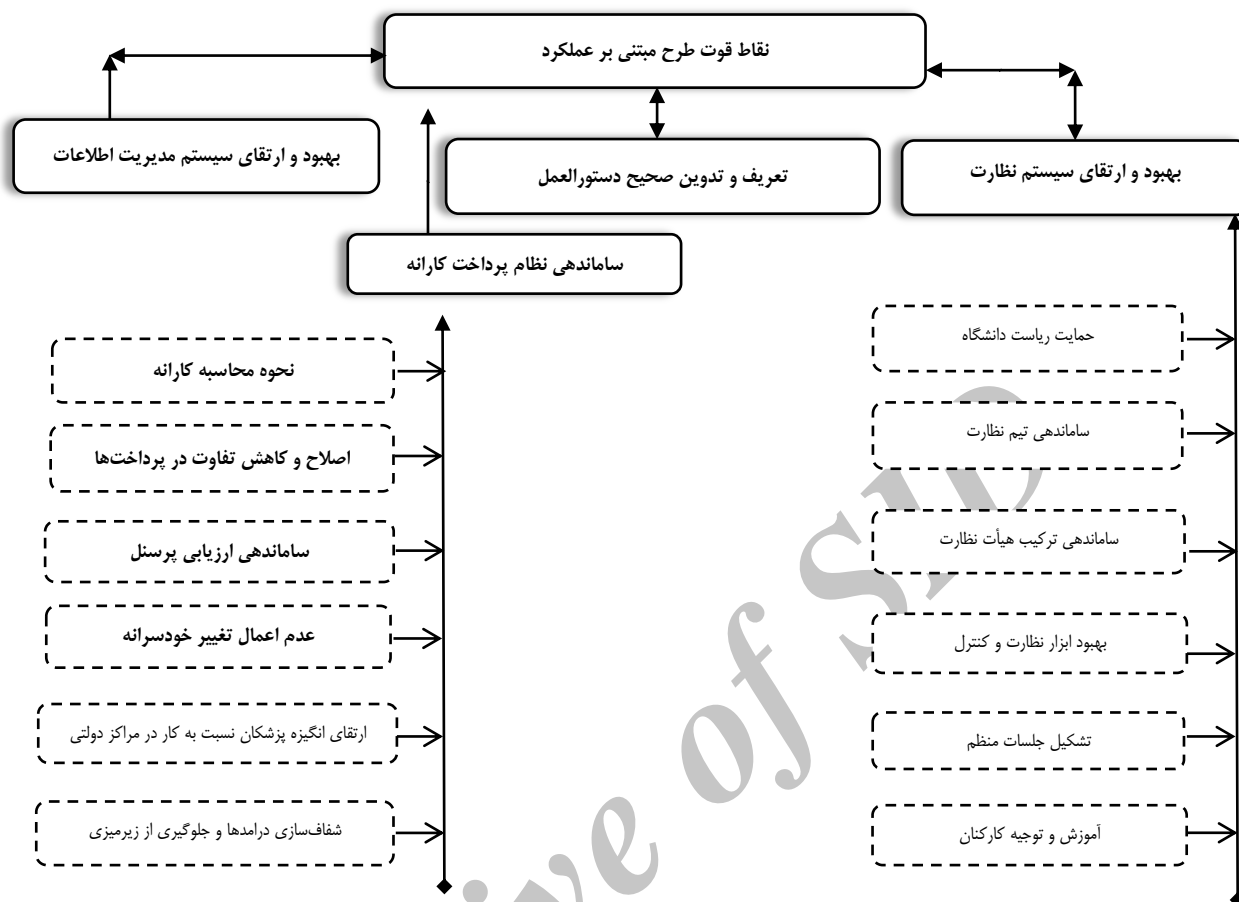 نقاط قوت طرح مبتنی بر عملکرد
بهبود و ارتقای سیستم نظارت
تعریف و تدوین صحیح دستورالعمل
بهبود و ارتقای سیستم مدیریت اطلاعات
ساماندهی نظام پرداخت کارانه
حمایت ریاست دانشگاه
ساماندهی تیم نظارت
ساماندهی ترکیب هیأت نظارت
بهبود ابزار نظارت و کنترل
تشکیل جلسات منظم
آموزش و توجیه کارکنان
نحوه محاسبه کارانه
اصلاح و کاهش تفاوت در پرداخت‌ها
ساماندهی ارزیابی پرسنل
عدم اعمال تغییر خودسرانه
ارتقای انگیزه پزشکان نسبت به کار در مراکز دولتی
شفاف‌سازی درامدها و جلوگیری از زیرمیزی
ive of SID